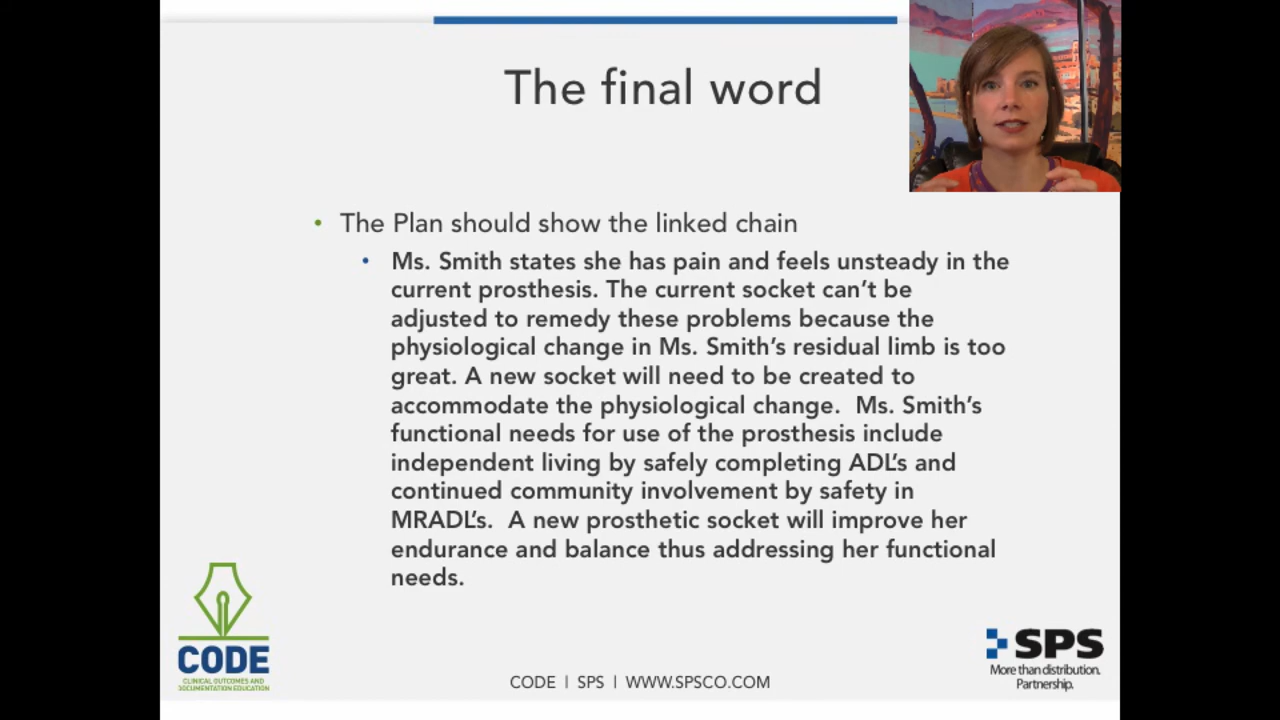 The final word
The Plan should show the linked chain
Ms. Smith states she has pain and feels unsteady in the
current prosthesis. The current socket can’t be
adjusted to remedy these problems because the
physiological change in Ms. Smith’s residual limb is too
great. A new socket will need to be created to
accommodate the physiological change.  Ms. Smith’s
functional needs for use of the prosthesis include
independent living by safely completing ADL’s and
continued community involvement by safety in
MRADL’s.  A new prosthetic socket will improve her
endurance and balance thus addressing her functional
needs.
CODE
CLINICAL OUTCOMES AND
DOCUMENTATION EDUCATION
CODE | SPS | WWW.SPSCO.COM
SPS
More than distribution.
Partnership.